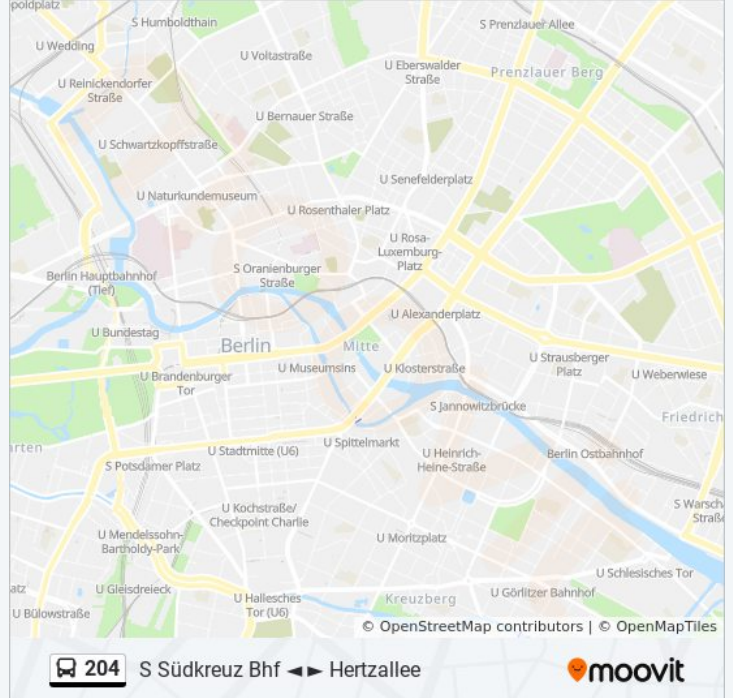 poldplatz
S Humboldthain
S Prenzlauer Allee
U Wedding
U Voltastraße
U Eberswalder
Straße
Prenzlauer Berg
U Reinickendorfer
Straße
U Bernauer Straße
U Schwartzkopffstraße
U Senefelderplatz
U Naturkundemuseum
U Rosenthaler Platz
U Rosa-
Luxemburg-
Platz
Berlin Hauptbahnhof
(Tief)
S Oranienburger
Straße
U Alexanderplatz
U Bundestag
Berlin
Mitte
U Strausberger
Platz
U Brandenburger
Tor
U Museumsins
U Klosterstraße
U Weberwiese
S Jannowitzbrücke
Friedrich
rten
U Stadtmitte (U6)
U Spittelmarkt
S Potsdamer Platz
U Heinrich-
Heine-Straße
Berlin Ostbahnhof
S Warsch
Straße
U Kochstraße/
Checkpoint Charlie
U Mendelssohn-
Bartholdy-Park
U Moritzplatz
U Schlesisches Tor
atz
U Gleisdreieck
U Görlitzer Bahnhof
U Hallesches
Tor (U6)
Kreuzberg
U Bülowstraße
© OpenStreetMap contributors | © OpenMapTiles
204 S Südkreuz Bhf ◄► Hertzallee
moovit